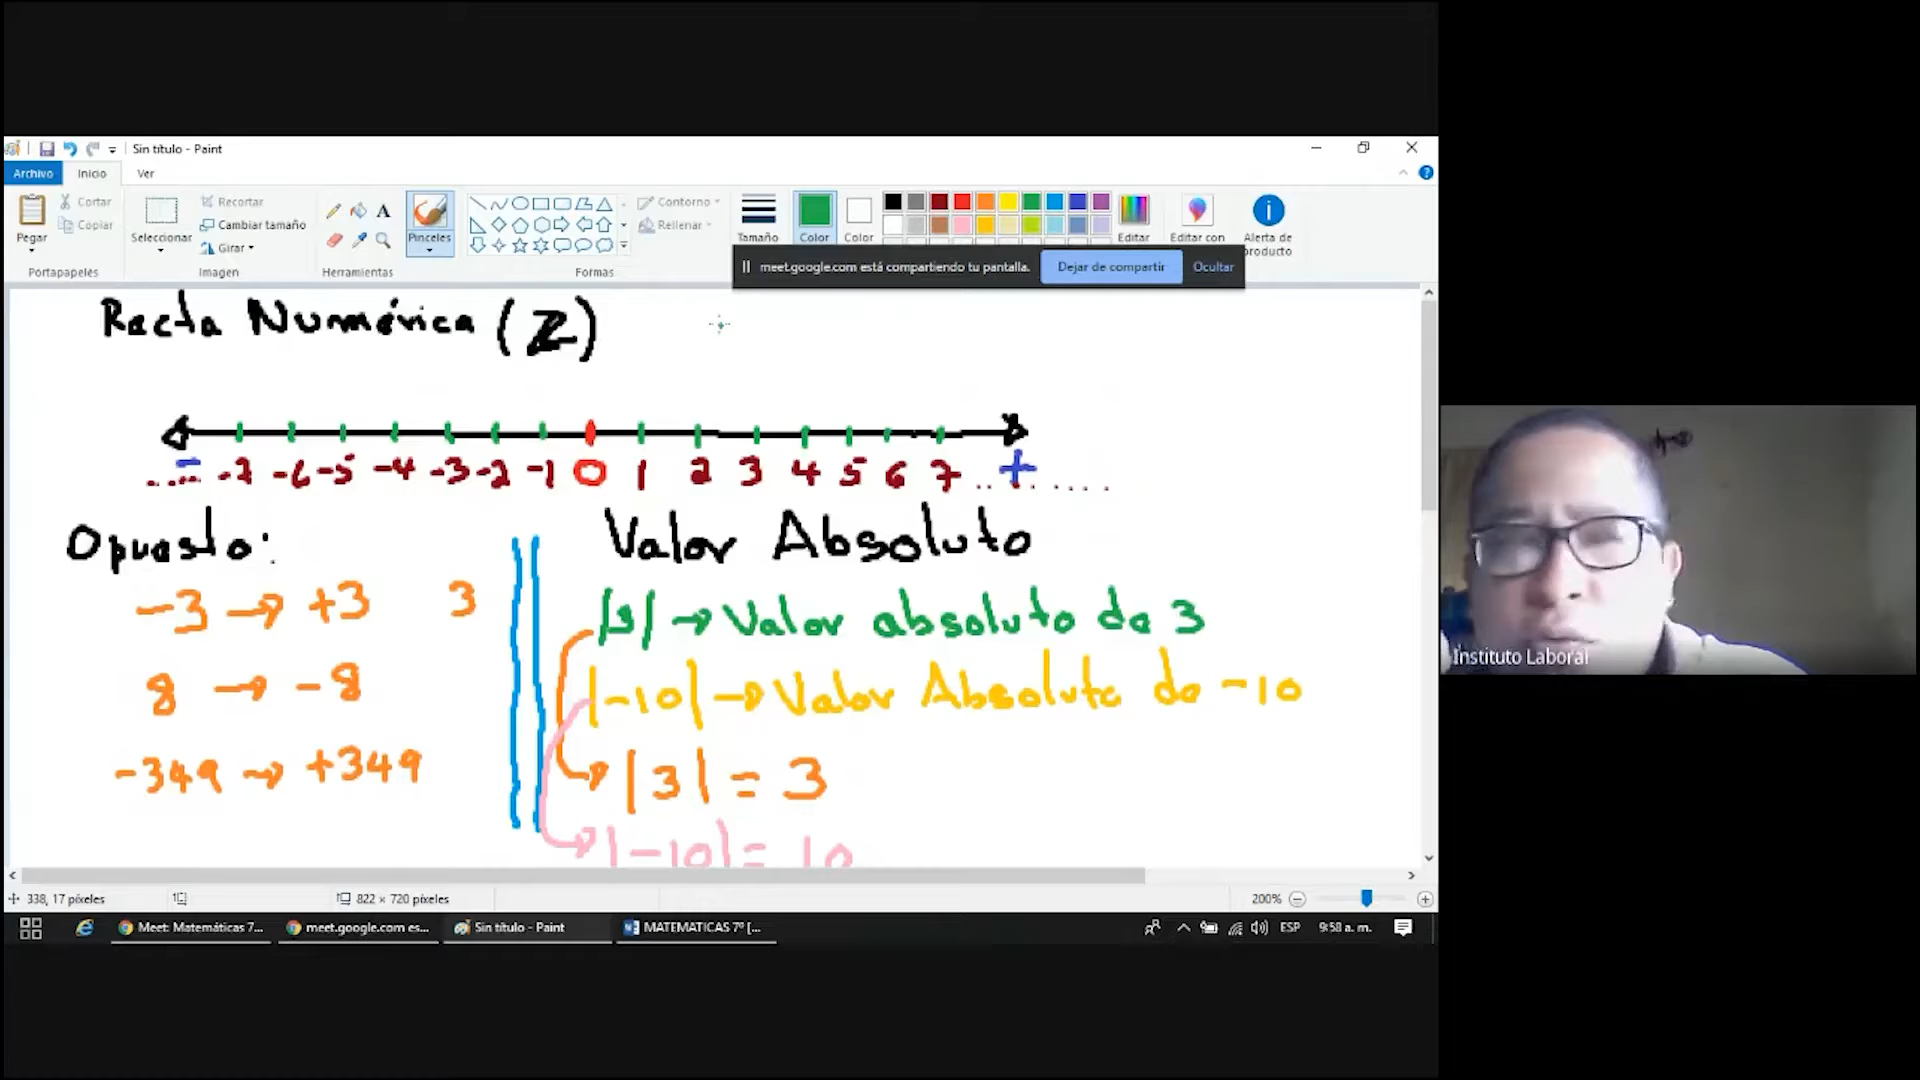 Sin título - Paint
Archivo Inicio Ver
Pegar
Cortar
Copiar
Portapapeles
Seleccionar
Recortar
Cambiar tamaño
Girar
Imagen
A
Herramientas
Pinceles
Formas
Contorno
Rellenar
Tamaño
Color
Color
Editar
Editar con
Alerta de
producto
meet.google.com está compartiendo tu pantalla. Dejar de compartir Ocultar
Recta Numérica (Z)
...- -7 -6 -5 -4 -3 -2 -1 0 1 2 3 4 5 6 7 ..+.....
Opuesto:
-3 → +3 3
8 → -8
-349 → +349
Valor Absoluto
|3| → Valor absoluto de 3
|-10| → Valor Absoluto de -10
|3| = 3
|-10| = 10
Instituto Laboral
338, 17 píxeles 822 × 720 píxeles 200%
Meet: Matemáticas 7... meet.google.com es... Sin título - Paint MATEMATICAS 7º [... ESP 9:58 a. m.